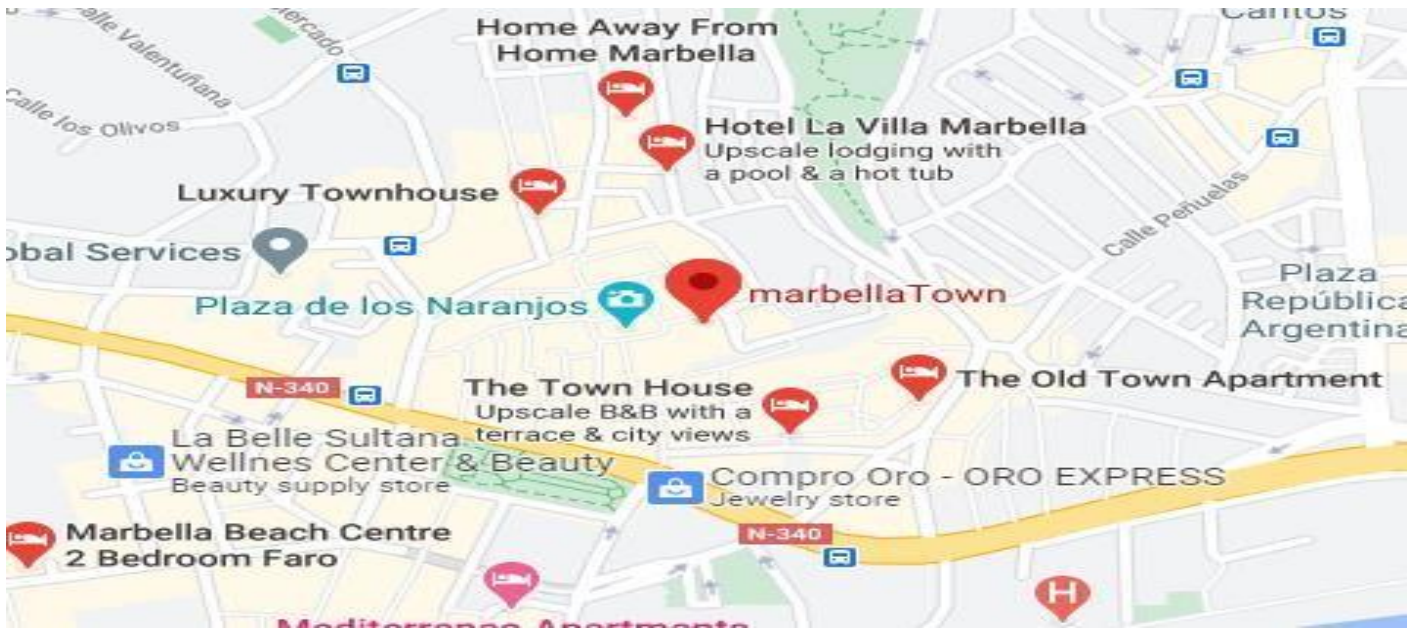 Calle Valentuñana
Mercado
Calle los Olivos
Home Away From
Home Marbella
Cantos
Hotel La Villa Marbella
Upscale lodging with
a pool & a hot tub
Luxury Townhouse
obal Services
Calle Peñuelas
Plaza
República
Argentina
Plaza de los Naranjos
marbellaTown
N-340
The Town House
Upscale B&B with a
terrace & city views
The Old Town Apartment
La Belle Sultana
Wellnes Center & Beauty
Beauty supply store
Compro Oro - ORO EXPRESS
Jewelry store
N-340
Marbella Beach Centre
2 Bedroom Faro
H
Mediterraneo Apartments